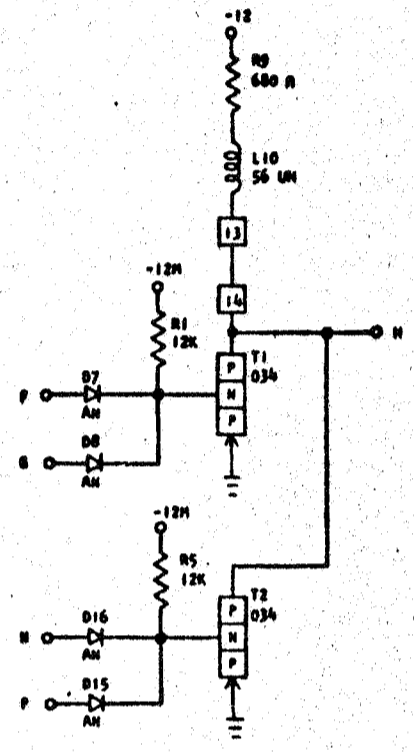 -12
R9
680 Ω
L10
56 UH
13
14
-12M
R1
12K
T1
034
P
N
P
D7
AN
D8
AN
-12M
R5
12K
T2
034
P
N
P
D16
AN
P
D15
AN